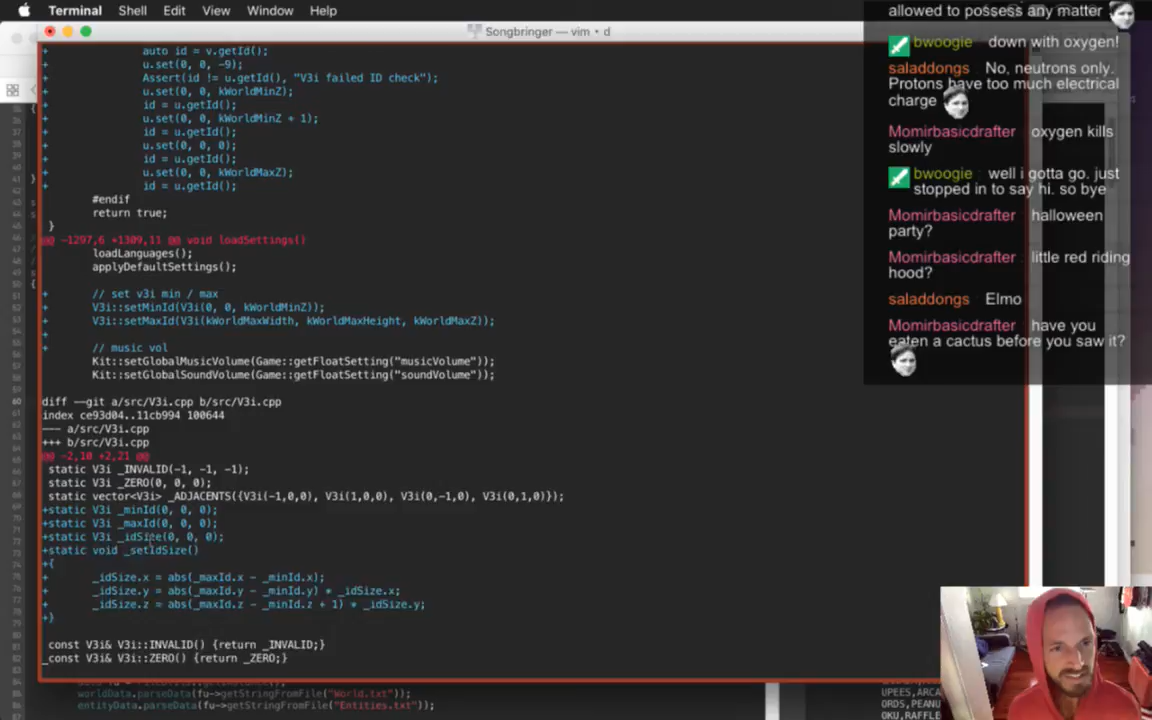 Terminal Shell Edit View Window Help
Songbringer — vim • d
+ auto id = v.getId();
+ u.set(0, 0, -9);
+ Assert(id != u.getId(), "V3i failed ID check");
+ u.set(0, 0, kWorldMinZ);
+ id = u.getId();
+ u.set(0, 0, kWorldMinZ + 1);
+ id = u.getId();
+ u.set(0, 0, 0);
+ id = u.getId();
+ u.set(0, 0, kWorldMaxZ);
+ id = u.getId();
#endif
return true;
}
@@ -1297,6 +1309,11 @@ void loadSettings()
loadLanguages();
applyDefaultSettings();
+ // set v3i min / max
+ V3i::setMinId(V3i(0, 0, kWorldMinZ));
+ V3i::setMaxId(V3i(kWorldMaxWidth, kWorldMaxHeight, kWorldMaxZ));
+
+ // music vol
Kit::setGlobalMusicVolume(Game::getFloatSetting("musicVolume"));
Kit::setGlobalSoundVolume(Game::getFloatSetting("soundVolume"));
diff --git a/src/V3i.cpp b/src/V3i.cpp
index ce93d04..11cb994 100644
--- a/src/V3i.cpp
+++ b/src/V3i.cpp
@@ -2,10 +2,21 @@
static V3i _INVALID(-1, -1, -1);
static V3i _ZERO(0, 0, 0);
static vector<V3i> _ADJACENTS({V3i(-1,0,0), V3i(1,0,0), V3i(0,-1,0), V3i(0,1,0)});
+static V3i _minId(0, 0, 0);
+static V3i _maxId(0, 0, 0);
+static V3i _idSize(0, 0, 0);
+static void _setIdSize()
+{
+ _idSize.x = abs(_maxId.x - _minId.x);
+ _idSize.y = abs(_maxId.y - _minId.y) * _idSize.x;
+ _idSize.z = abs(_maxId.z - _minId.z + 1) * _idSize.y;
+}
const V3i& V3i::INVALID() {return _INVALID;}
const V3i& V3i::ZERO() {return _ZERO;}
worldData.parseData(fu->getStringFromFile("World.txt"));
entityData.parseData(fu->getStringFromFile("Entities.txt"));
allowed to possess any matter
bwoogie down with oxygen!
saladdongs No, neutrons only.
Protons have too much electrical
charge
Momirbasicdrafter oxygen kills
slowly
bwoogie well i gotta go. just
stopped in to say hi. so bye
Momirbasicdrafter halloween
party?
Momirbasicdrafter little red riding
hood?
saladdongs Elmo
Momirbasicdrafter have you
eaten a cactus before you saw it?